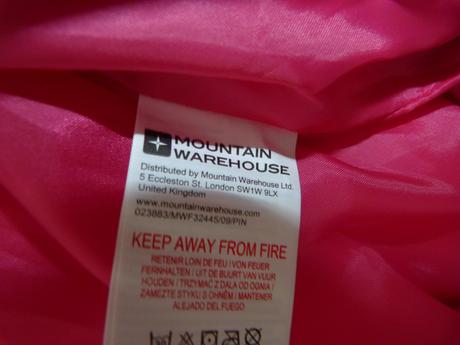 MOUNTAIN
WAREHOUSE
Distributed by Mountain Warehouse Ltd.
5 Eccleston St. London SW1W 9LX
United Kingdom
www.mountainwarehouse.com
023883/MWF32445/09/PIN
KEEP AWAY FROM FIRE
RETENIR LOIN DE FEU | VON FEUER
FERNHALTEN | UIT DE BUURT VAN VUUR
HOUDEN | TRZYMAĆ Z DALA OD OGNIA |
ZAMEZTE STYKU S OHNĚM | MANTENER
ALEJADO DEL FUEGO